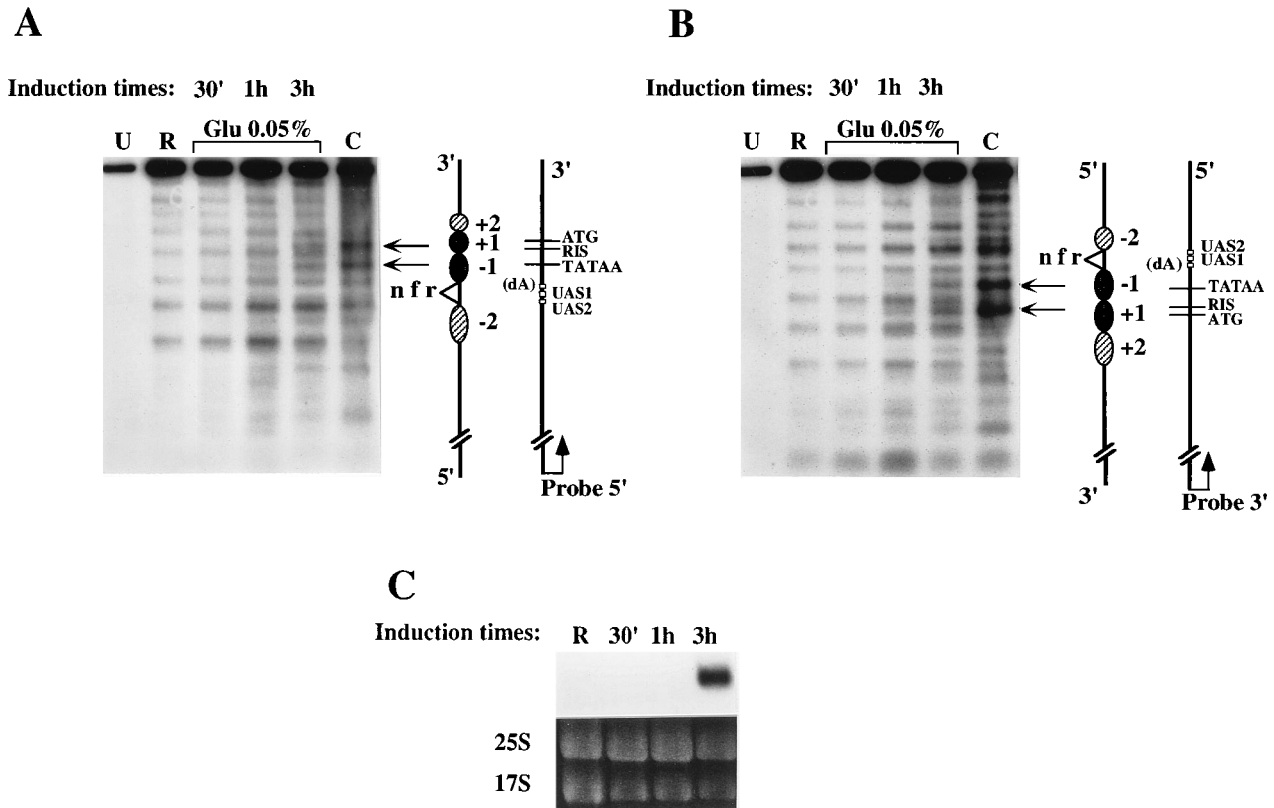 A
B
Induction times: 30' 1h 3h
Induction times: 30' 1h 3h
Glu 0.05%
U R C
3' 3'
+2
+1
-1
n f r
-2
5'
ATG
RIS
TATAA
(dA)
UAS1
UAS2
Probe 5'
Glu 0.05%
U R C
5' 5'
-2
n f r
-1
+1
+2
3'
UAS2
(dA) UAS1
TATAA
RIS
ATG
Probe 3'
C
Induction times: R 30' 1h 3h
25S
17S